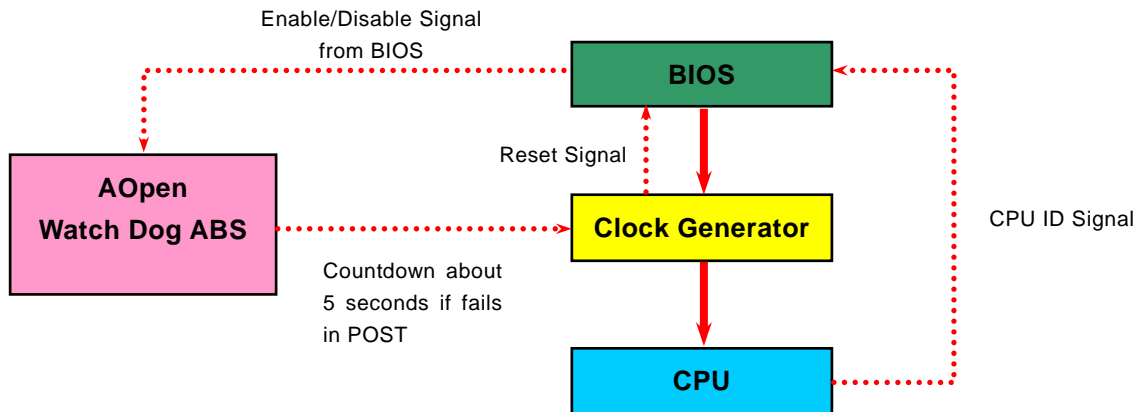 Enable/Disable Signal
from BIOS
BIOS
Reset Signal
AOpen
Watch Dog ABS
Clock Generator
CPU ID Signal
Countdown about
5 seconds if fails
in POST
CPU